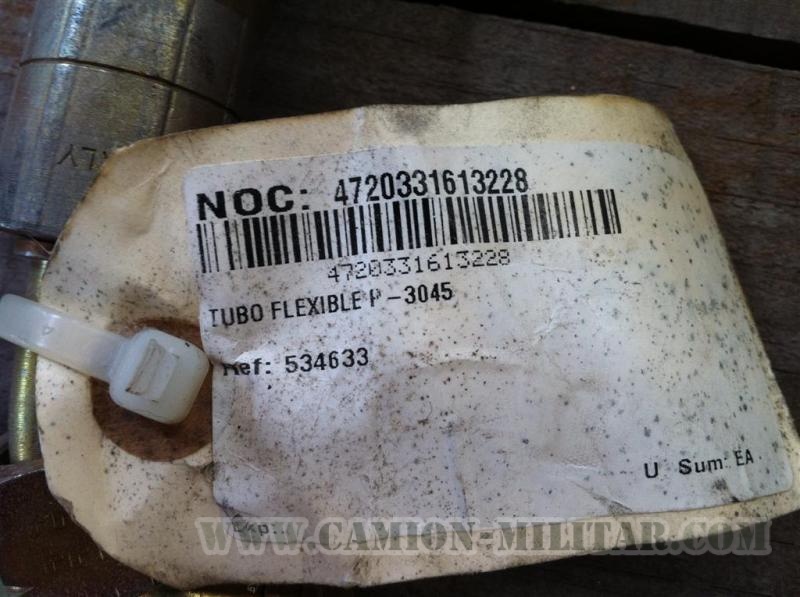 NOC: 4720331613228
4720331613228
TUBO FLEXIBLE P-3045
Ref: 534633
U Sum: EA
WWW.CAMION-MILITAR.COM